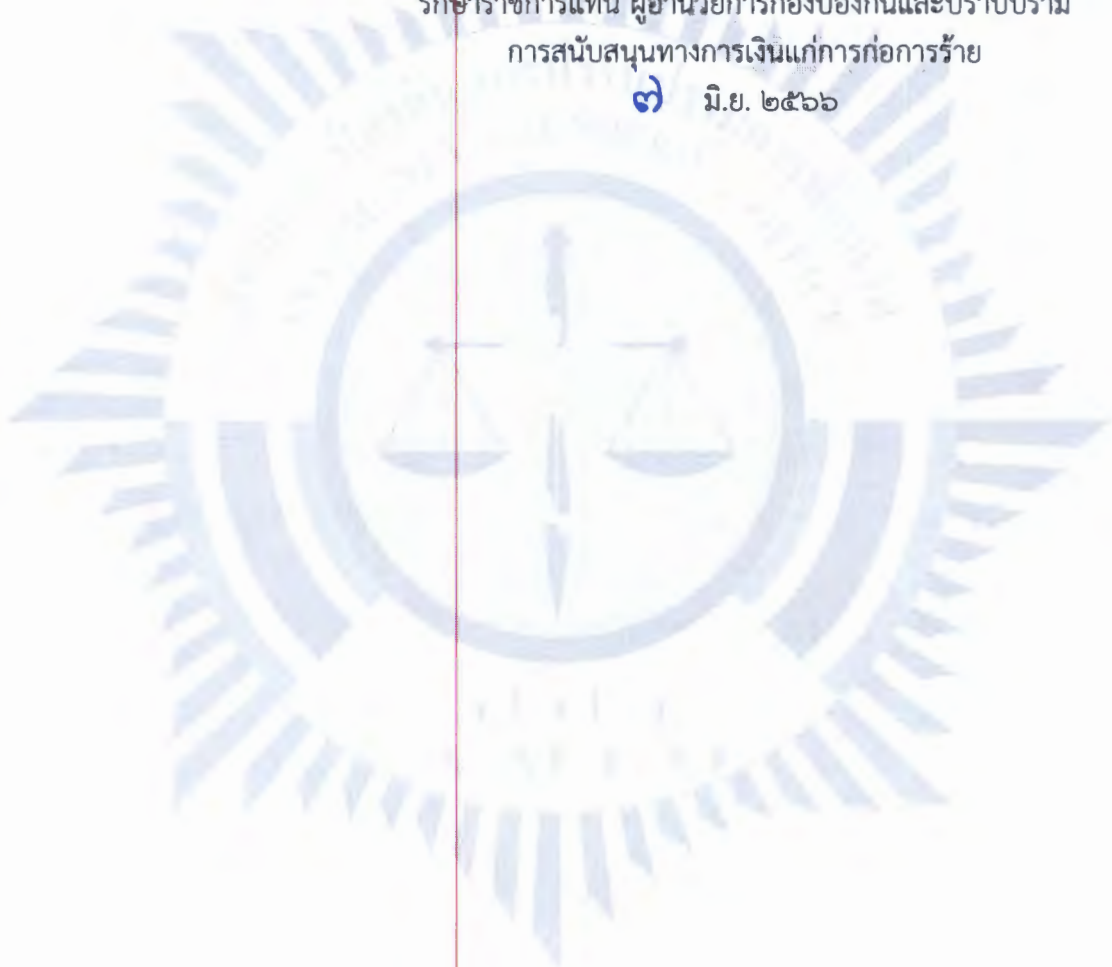 รักษาราชการแทน ผู้อำนวยการกองป้องกันและปราบปราม
การสนับสนุนทางการเงินแก่การก่อการร้าย
๗ มิ.ย. ๒๕๖๖